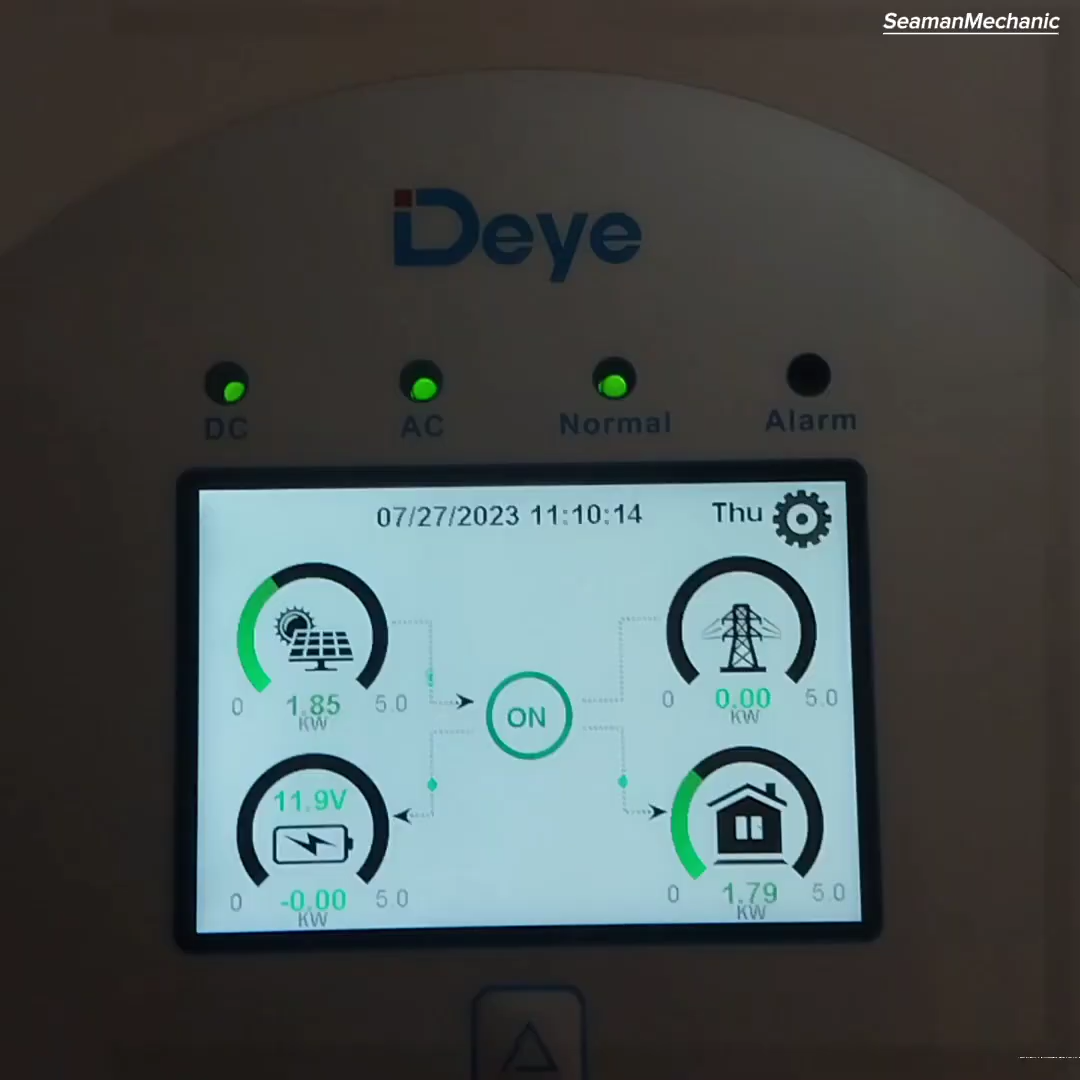 SeamanMechanic
Deye
DC AC Normal Alarm
07/27/2023 11:10:14 Thu
0 1.85 5.0
KW
0 0.00 5.0
KW
ON
11.9V
0 -0.00 5.0
KW
0 1.79 5.0
KW